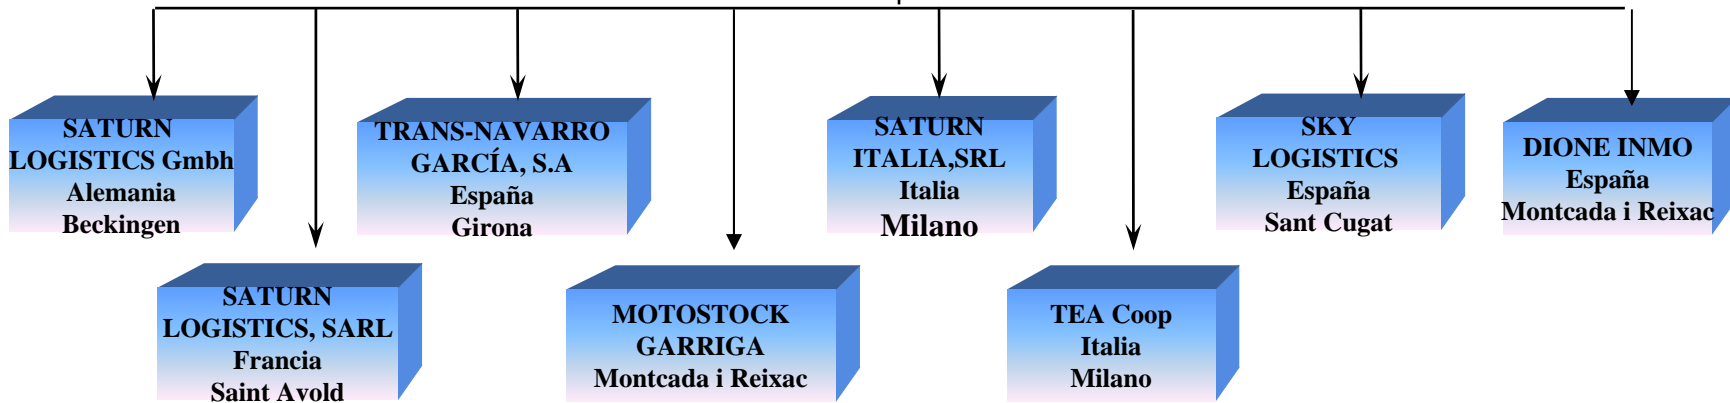 SATURN
LOGISTICS Gmbh
Alemania
Beckingen
TRANS-NAVARRO
GARCÍA, S.A
España
Girona
SATURN
ITALIA,SRL
Italia
Milano
SKY
LOGISTICS
España
Sant Cugat
DIONE INMO
España
Montcada i Reixac
SATURN
LOGISTICS, SARL
Francia
Saint Avold
MOTOSTOCK
GARRIGA
Montcada i Reixac
TEA Coop
Italia
Milano